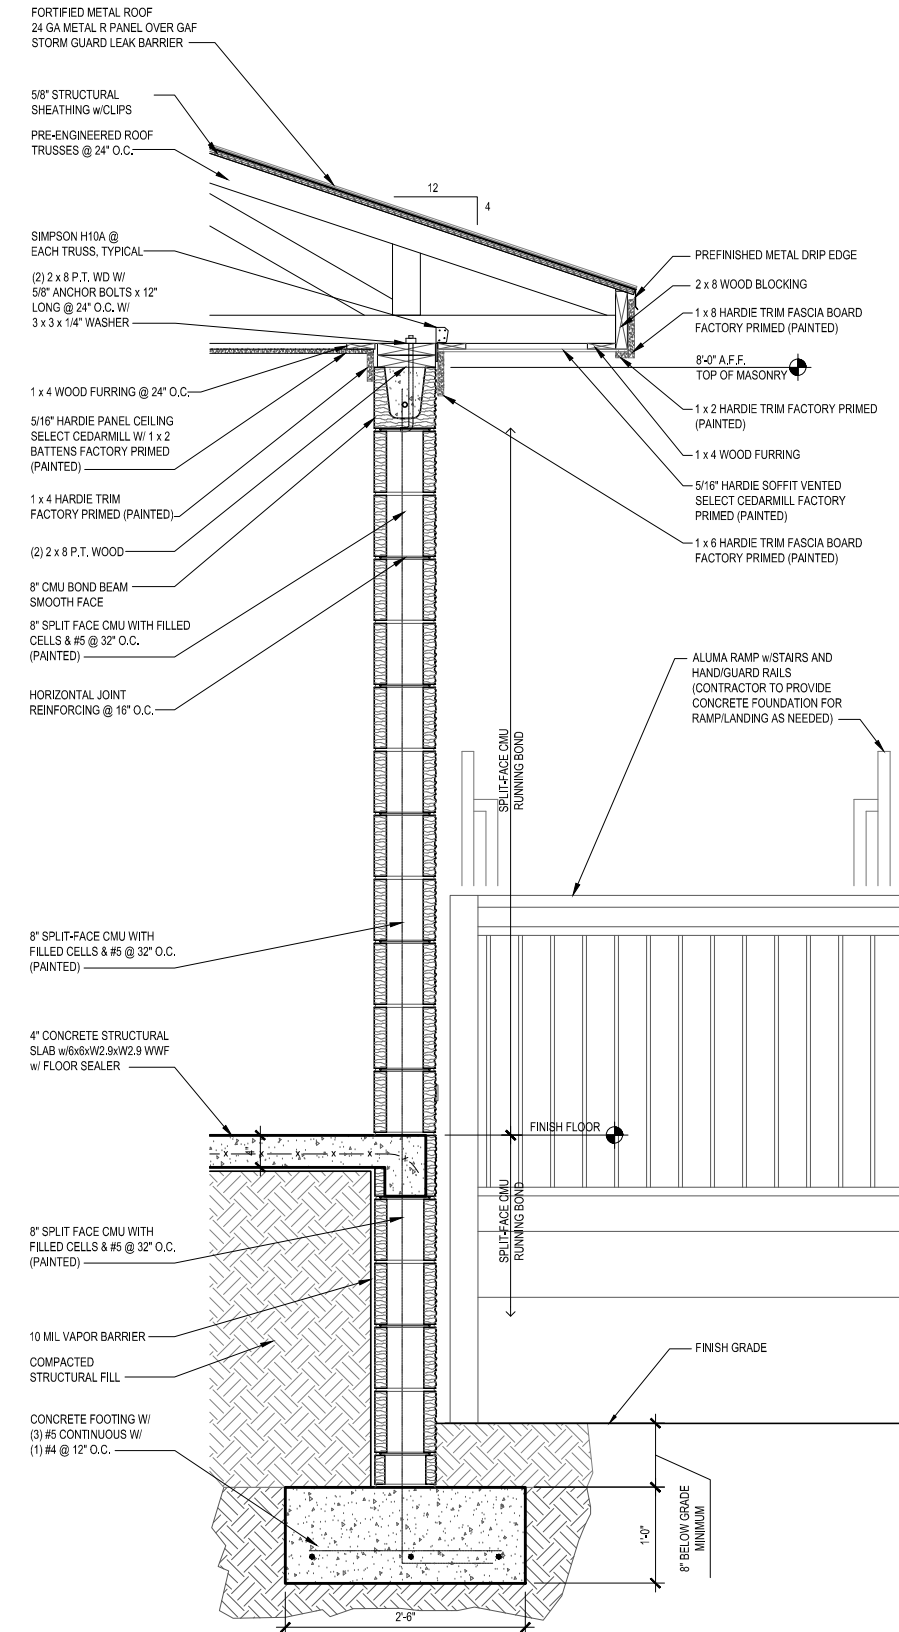 FORTIFIED METAL ROOF
24 GA METAL R PANEL OVER GAF
STORM GUARD LEAK BARRIER
5/8" STRUCTURAL
SHEATHING w/CLIPS
PRE-ENGINEERED ROOF
TRUSSES @ 24" O.C.
12
4
SIMPSON H10A @
EACH TRUSS, TYPICAL
(2) 2 x 8 P.T. WD W/
5/8" ANCHOR BOLTS x 12"
LONG @ 24" O.C. W/
3 x 3 x 1/4" WASHER
1 x 4 WOOD FURRING @ 24" O.C.
5/16" HARDIE PANEL CEILING
SELECT CEDARMILL W/ 1 x 2
BATTENS FACTORY PRIMED
(PAINTED)
1 x 4 HARDIE TRIM
FACTORY PRIMED (PAINTED)
(2) 2 x 8 P.T. WOOD
8" CMU BOND BEAM
SMOOTH FACE
8" SPLIT FACE CMU WITH FILLED
CELLS & #5 @ 32" O.C.
(PAINTED)
HORIZONTAL JOINT
REINFORCING @ 16" O.C.
8" SPLIT-FACE CMU WITH
FILLED CELLS & #5 @ 32" O.C.
(PAINTED)
4" CONCRETE STRUCTURAL
SLAB w/6x6xW2.9xW2.9 WWF
w/ FLOOR SEALER
4"
8" SPLIT FACE CMU WITH
FILLED CELLS & #5 @ 32" O.C.
(PAINTED)
10 MIL VAPOR BARRIER
COMPACTED
STRUCTURAL FILL
CONCRETE FOOTING W/
(3) #5 CONTINUOUS W/
(1) #4 @ 12" O.C.
PREFINISHED METAL DRIP EDGE
2 x 8 WOOD BLOCKING
1 x 8 HARDIE TRIM FASCIA BOARD
FACTORY PRIMED (PAINTED)
8'-0" A.F.F.
TOP OF MASONRY
1 x 2 HARDIE TRIM FACTORY PRIMED
(PAINTED)
1 x 4 WOOD FURRING
5/16" HARDIE SOFFIT VENTED
SELECT CEDARMILL FACTORY
PRIMED (PAINTED)
1 x 6 HARDIE TRIM FASCIA BOARD
FACTORY PRIMED (PAINTED)
ALUMA RAMP w/STAIRS AND
HAND/GUARD RAILS
(CONTRACTOR TO PROVIDE
CONCRETE FOUNDATION FOR
RAMP/LANDING AS NEEDED)
SPLIT-FACE CMU
RUNNING BOND
FINISH FLOOR
SPLIT-FACE CMU
RUNNING BOND
FINISH GRADE
1'-0"
8" BELOW GRADE
MINIMUM
2'-6"